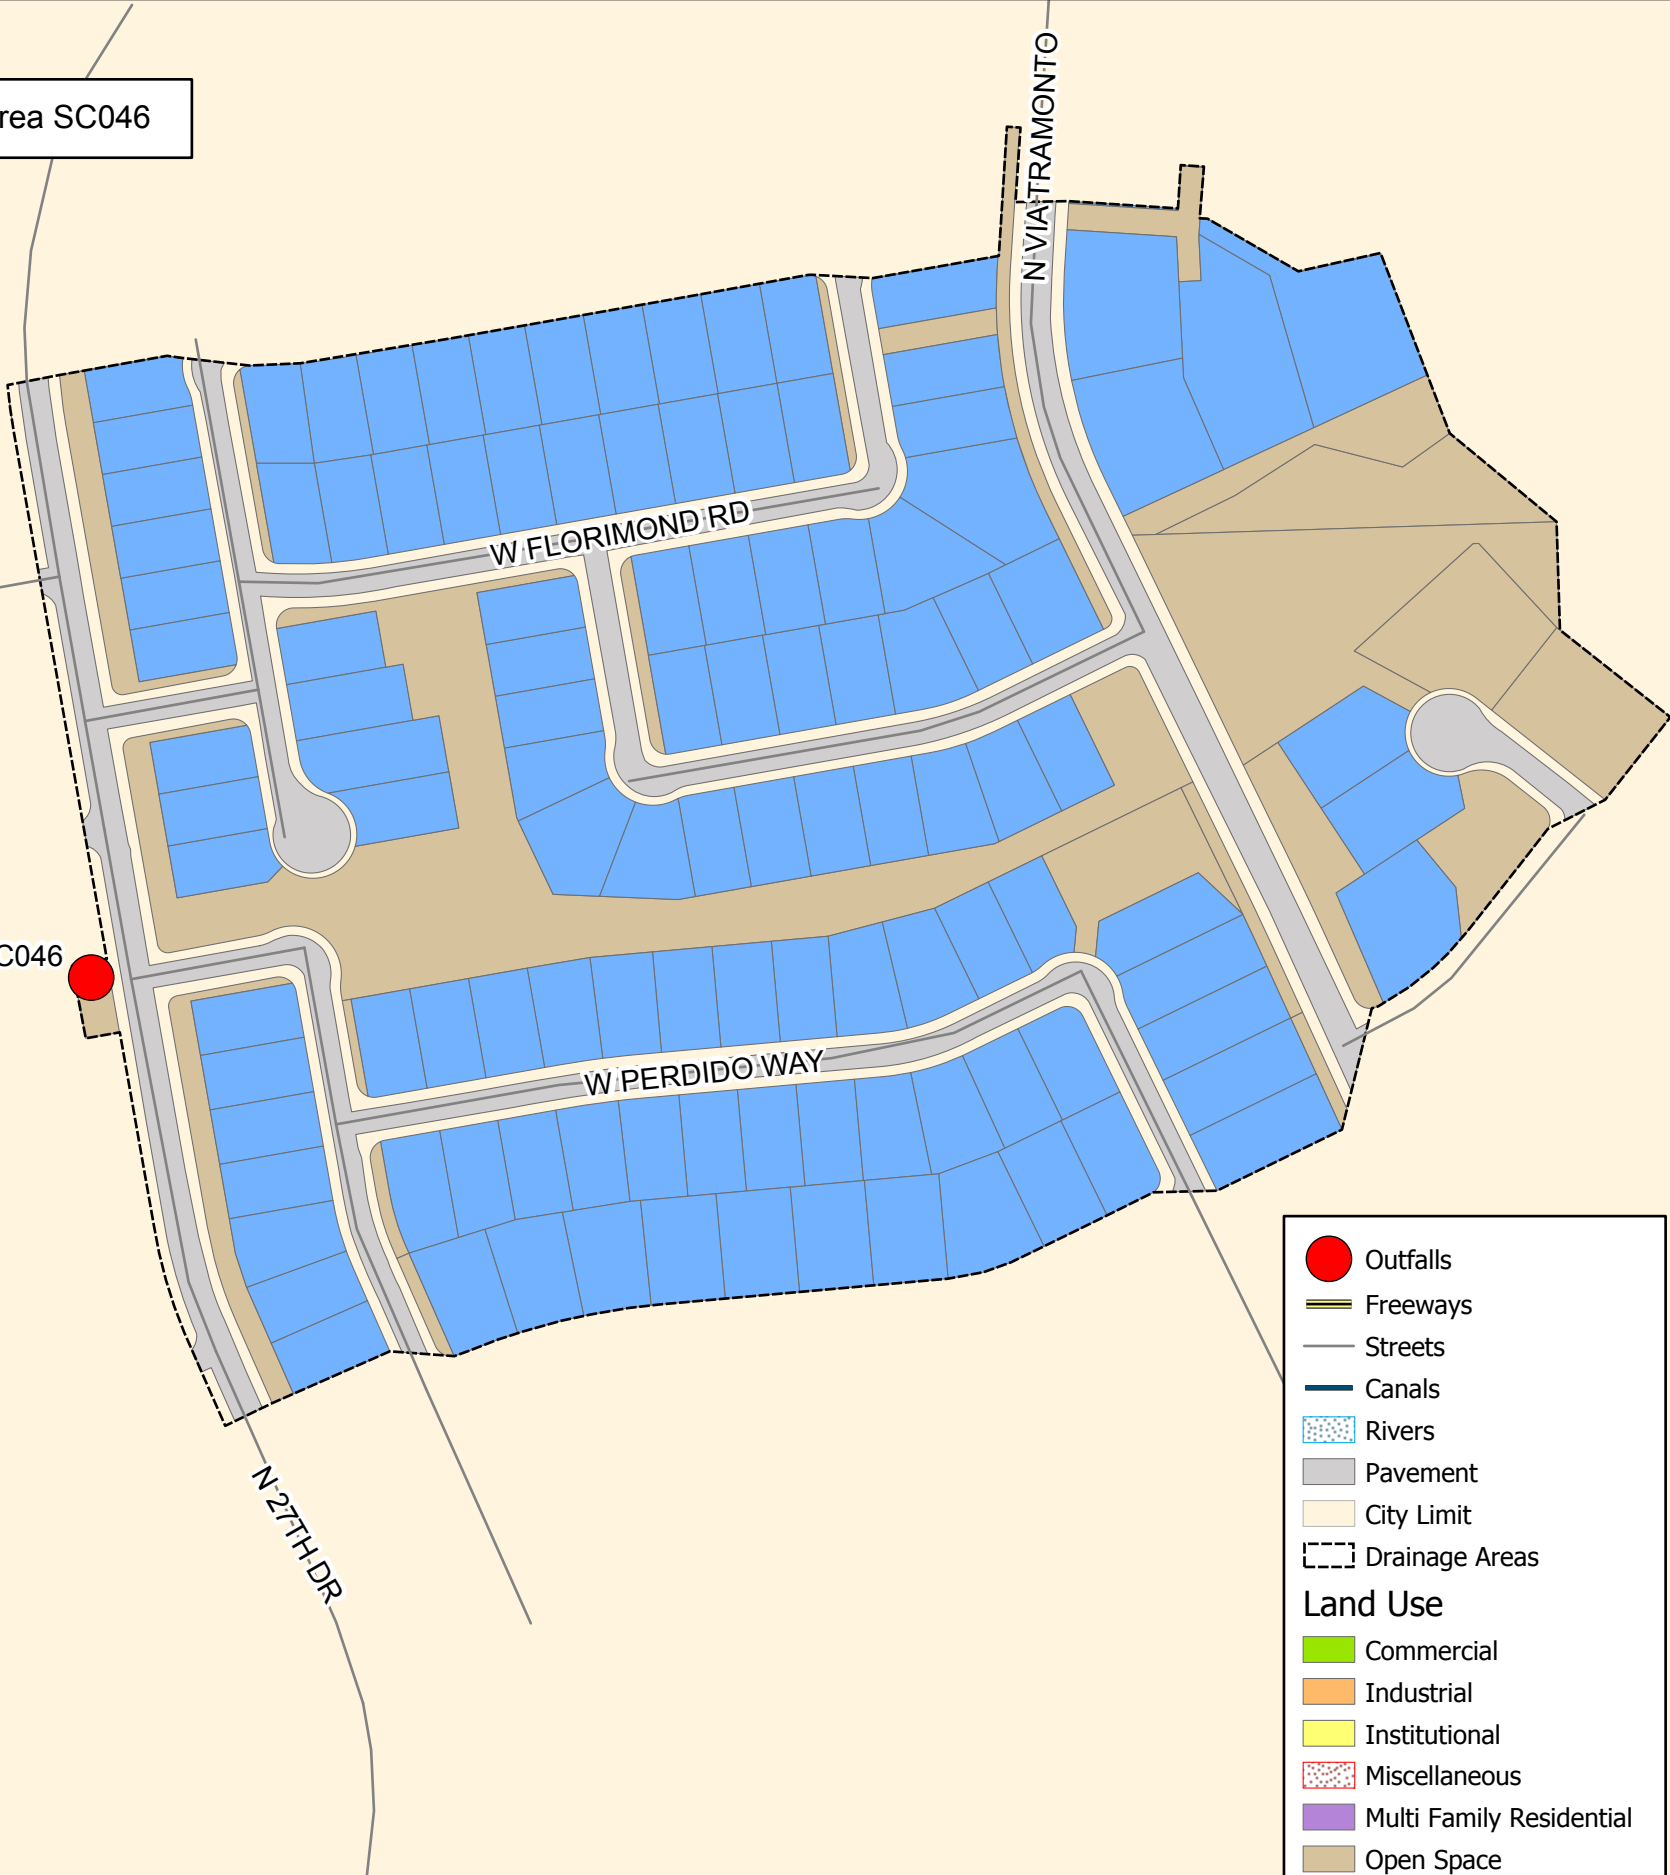 rea SC046
N VIA TRAMONTO
W FLORIMOND RD
C046
W PERDIDO WAY
N 27TH DR
Outfalls
Freeways
Streets
Canals
Rivers
Pavement
City Limit
Drainage Areas
Land Use
Commercial
Industrial
Institutional
Miscellaneous
Multi Family Residential
Open Space